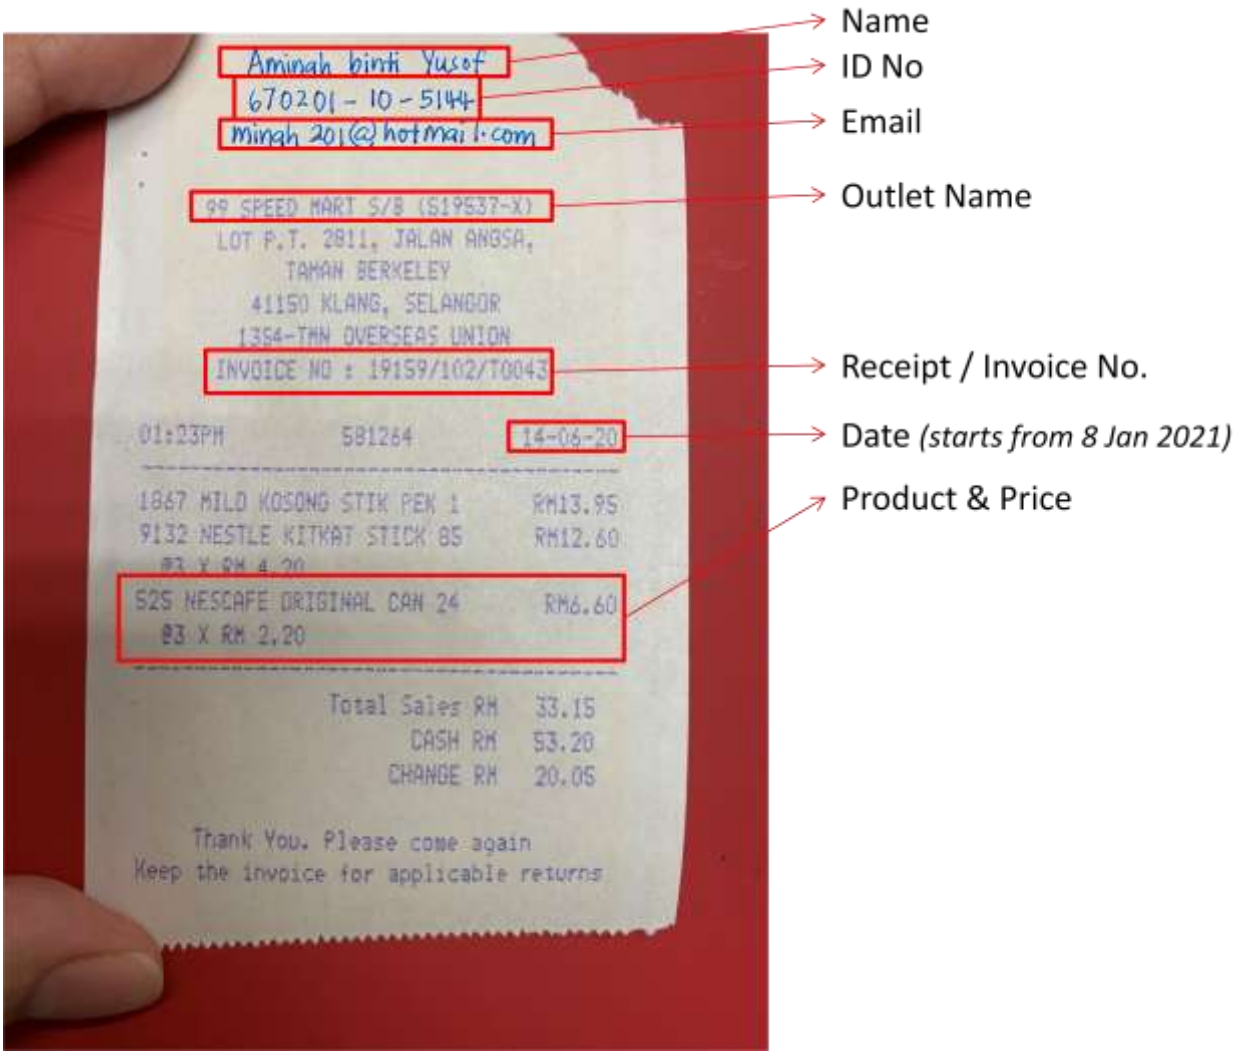 Name
Aminah binti Yusof
ID No
670201-10-5144
Email
minah201@hotmail.com
Outlet Name
99 SPEED MART S/B (519537-X)
LOT P.T. 2811, JALAN ANGSA,
TAMAN BERKELEY
41150 KLANG, SELANGOR
1354-TMN OVERSEAS UNION
Receipt / Invoice No.
INVOICE NO : 19159/102/T0043
Date (starts from 8 Jan 2021)
01:23PM 581264 14-06-20
Product & Price
1867 MILO KOSONG STIK PEK 1 RM13.95
9132 NESTLE KITKAT STICK 85 RM12.60
@3 X RM 4.20
525 NESCAFE ORIGINAL CAN 24 RM6.60
@3 X RM 2.20
Total Sales RM 33.15
CASH RM 53.20
CHANGE RM 20.05
Thank You. Please come again
Keep the invoice for applicable returns